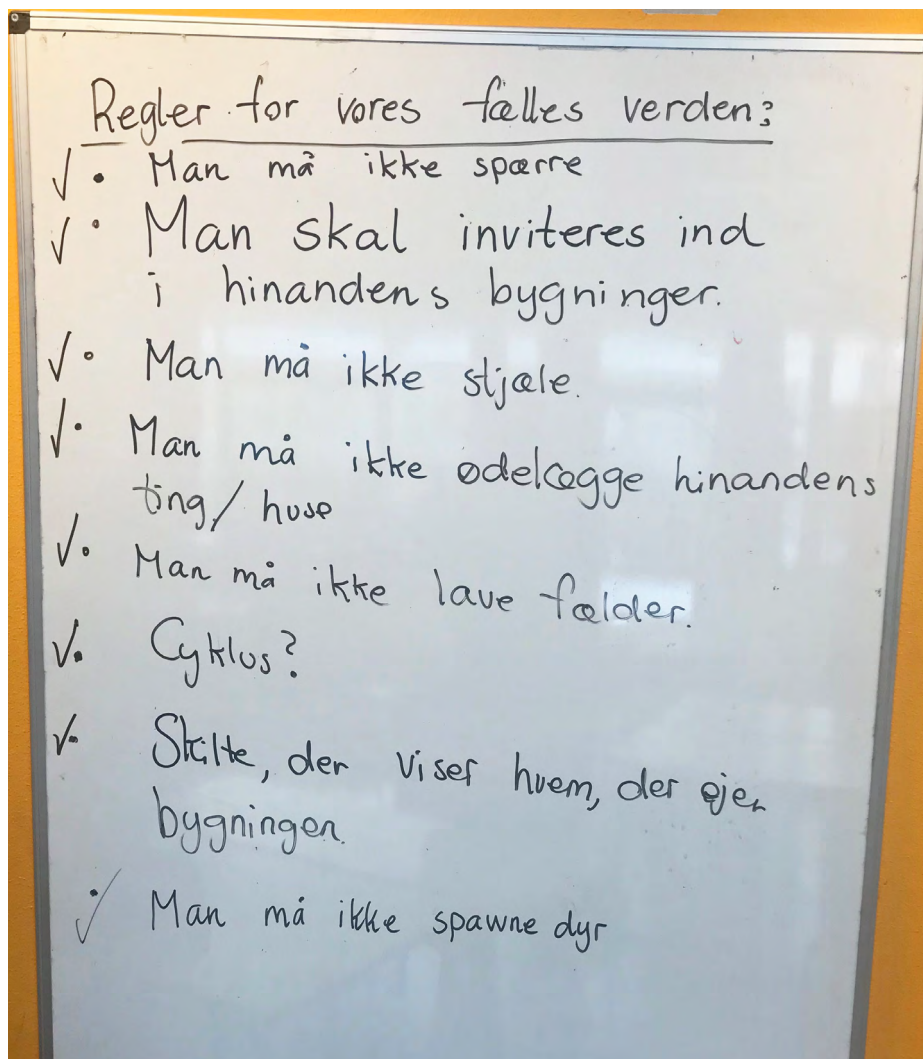 Regler for vores fælles verden:
✓ • Man må ikke spærre
✓ • Man skal inviteres ind
i hinandens bygninger.
✓ • Man må ikke stjæle.
✓ • Man må ikke ødelægge hinandens
ting/huse
✓ • Man må ikke lave fælder.
✓ • Cyklus?
✓ • Skilte, der viser hvem, der ejer
bygningen.
✓ • Man må ikke spawne dyr